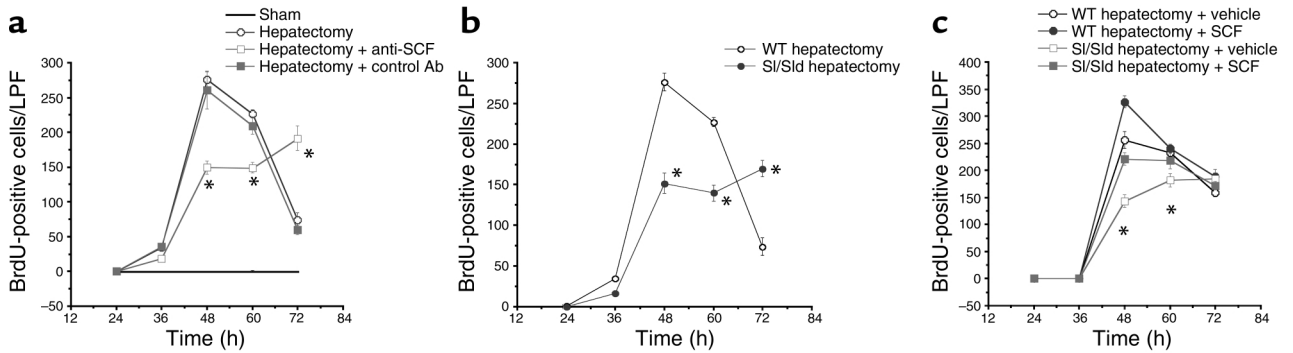 a
Sham
Hepatectomy
Hepatectomy + anti-SCF
Hepatectomy + control Ab
BrdU-positive cells/LPF
300
250
200
150
100
50
0
–50
*
*
*
12 24 36 48 60 72 84
Time (h)
b
WT hepatectomy
Sl/Sld hepatectomy
BrdU-positive cells/LPF
300
250
200
150
100
50
0
*
*
*
12 24 36 48 60 72 84
Time (h)
c
WT hepatectomy + vehicle
WT hepatectomy + SCF
Sl/Sld hepatectomy + vehicle
Sl/Sld hepatectomy + SCF
BrdU-positive cells/LPF
400
350
300
250
200
150
100
50
0
–50
*
*
12 24 36 48 60 72 84
Time (h)